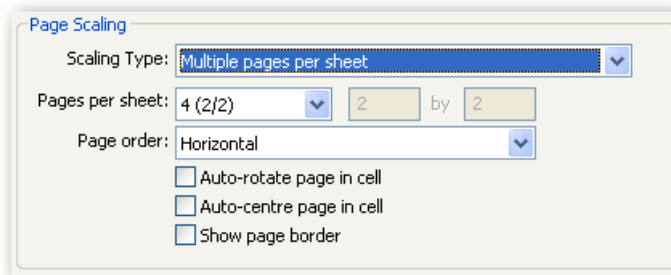 Page Scaling
Scaling Type: Multiple pages per sheet
Pages per sheet: 4 (2/2) 2 by 2
Page order: Horizontal
Auto-rotate page in cell
Auto-centre page in cell
Show page border